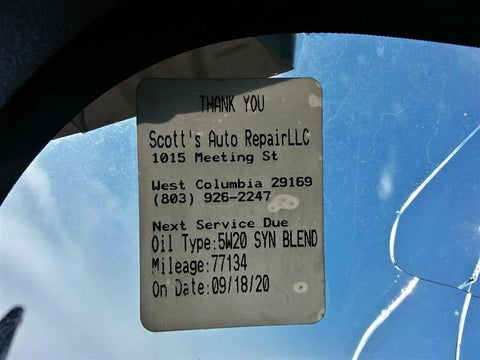 THANK YOU
Scott's Auto RepairLLC
1015 Meeting St
West Columbia 29169
(803) 926-2247
Next Service Due
Oil Type:5W20 SYN BLEND
Mileage:77134
On Date:09/18/20